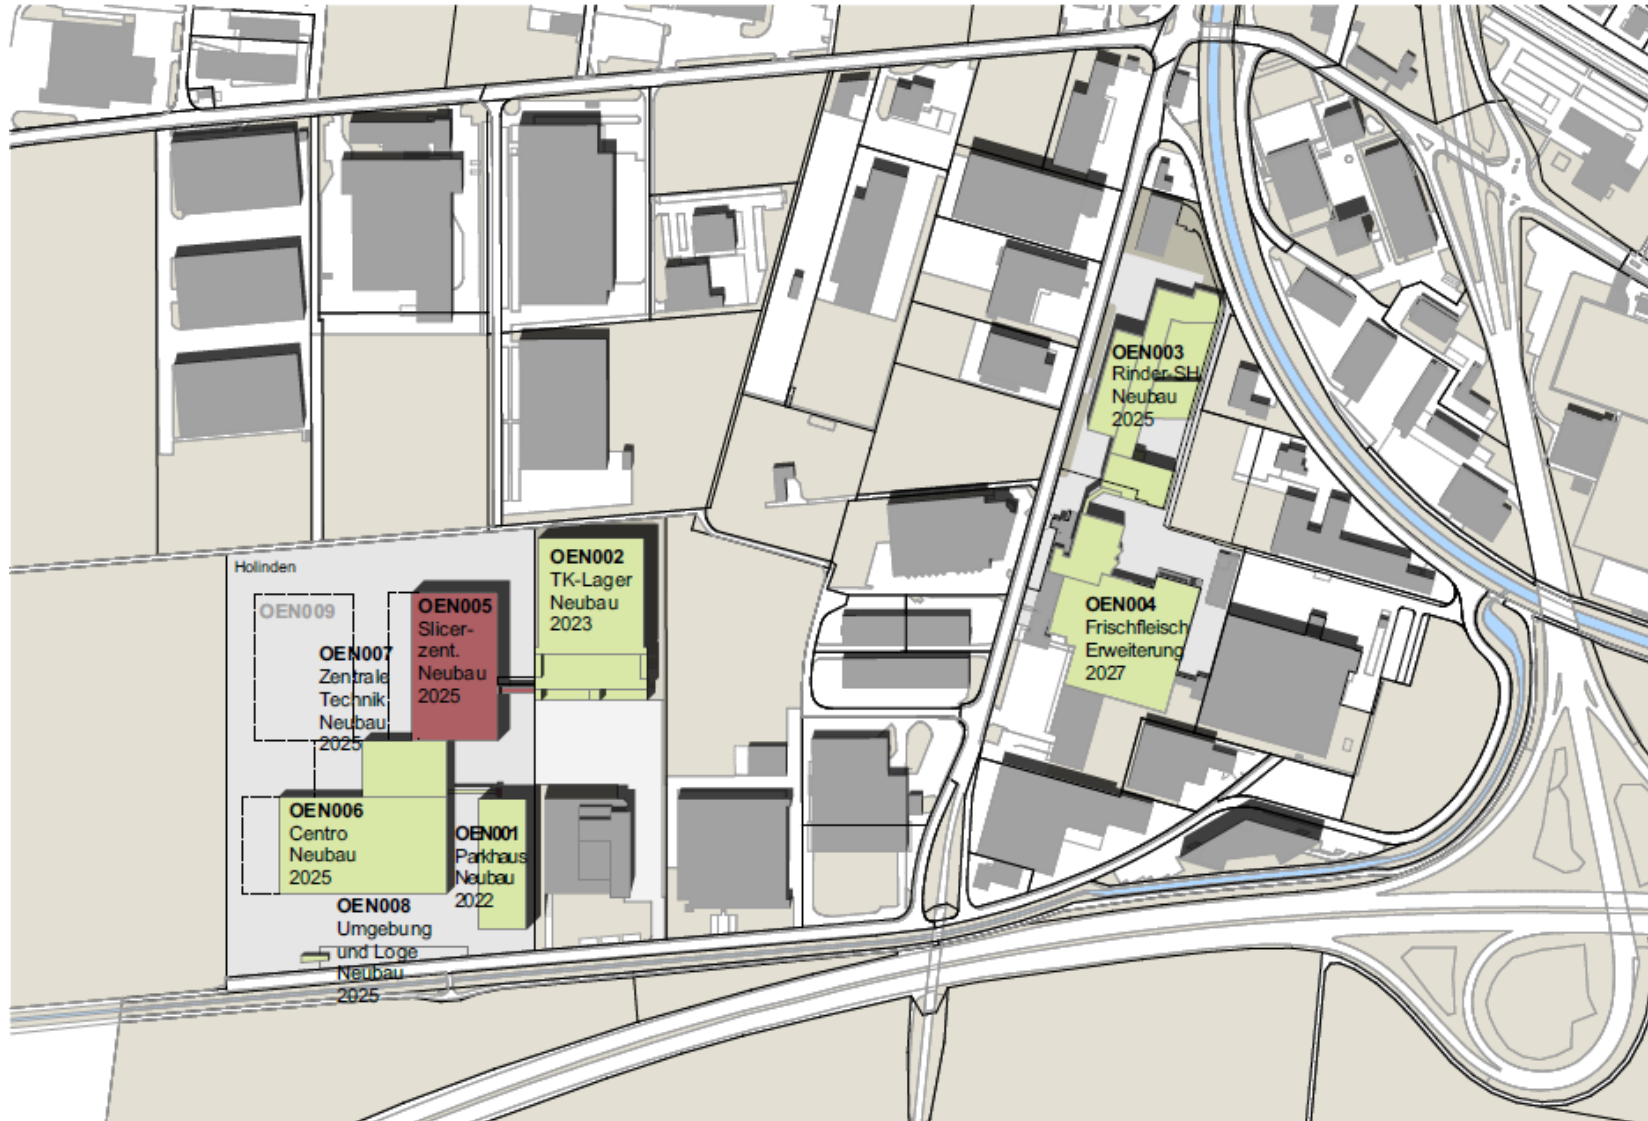 OEN003
Rinder-SH
Neubau
2025
Holinden
OEN002
TK-Lager
Neubau
2023
OEN009
OEN005
Slicer-
zent.
Neubau
2025
OEN007
Zentrale
Technik
Neubau
2025
OEN004
Frischfleisch
Erweiterung
2027
OEN006
Centro
Neubau
2025
OEN001
Parkhaus
Neubau
2022
OEN008
Umgebung
und Loge
Neubau
2025